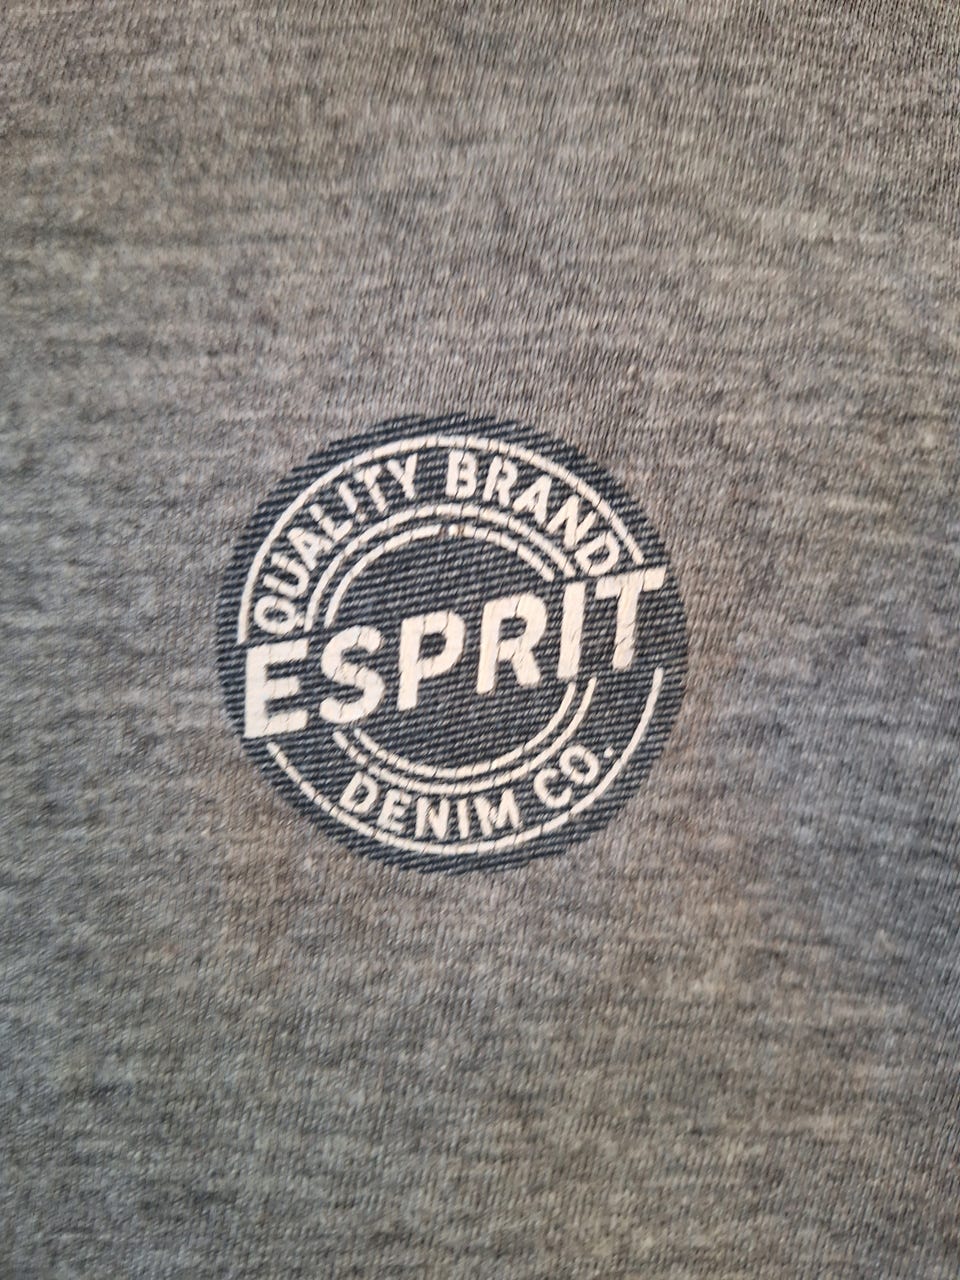 QUALITY BRAND
ESPRIT
DENIM CO.